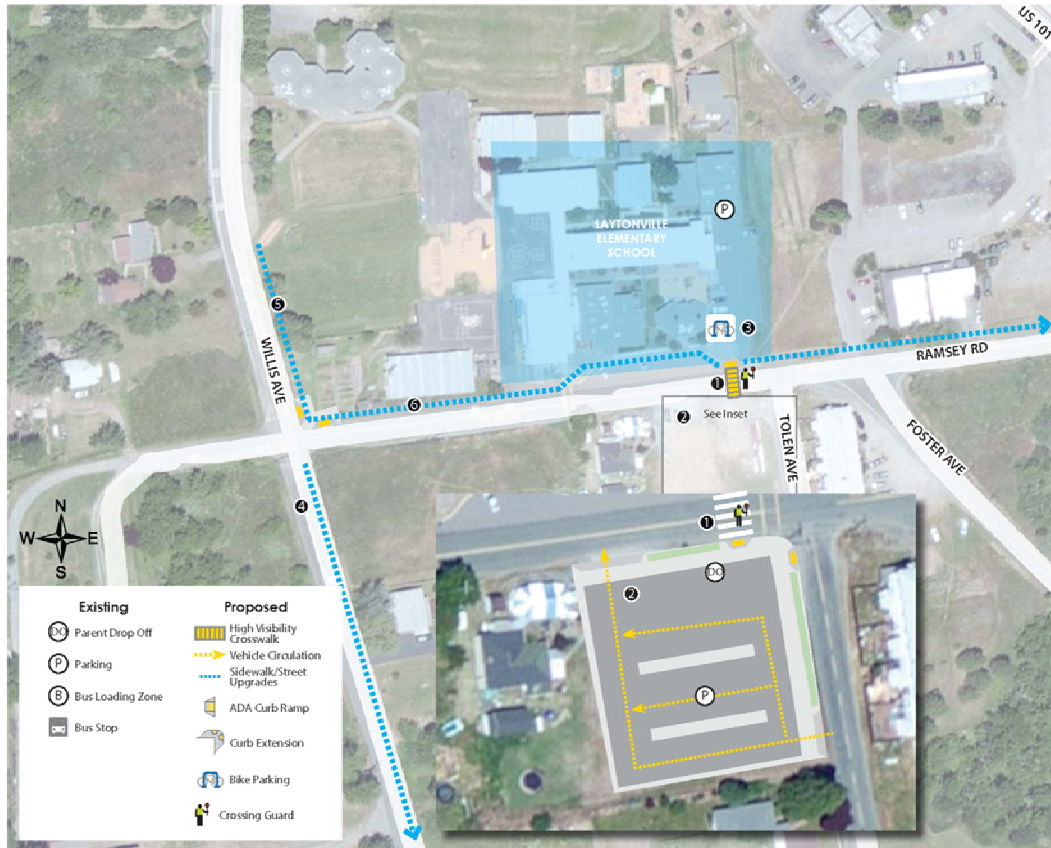 US 101
P
LAYTONVILLE
ELEMENTARY
SCHOOL
3
5
WILLIS AVE
RAMSEY RD
1
6
2
See Inset
TOLEN AVE
FOSTER AVE
4
N
W
E
S
1
DO
2
P
Existing
DO Parent Drop Off
P Parking
B Bus Loading Zone
Bus Stop
Proposed
High Visibility
Crosswalk
Vehicle Circulation
Sidewalk/Street
Upgrades
ADA Curb Ramp
Curb Extension
Bike Parking
Crossing Guard